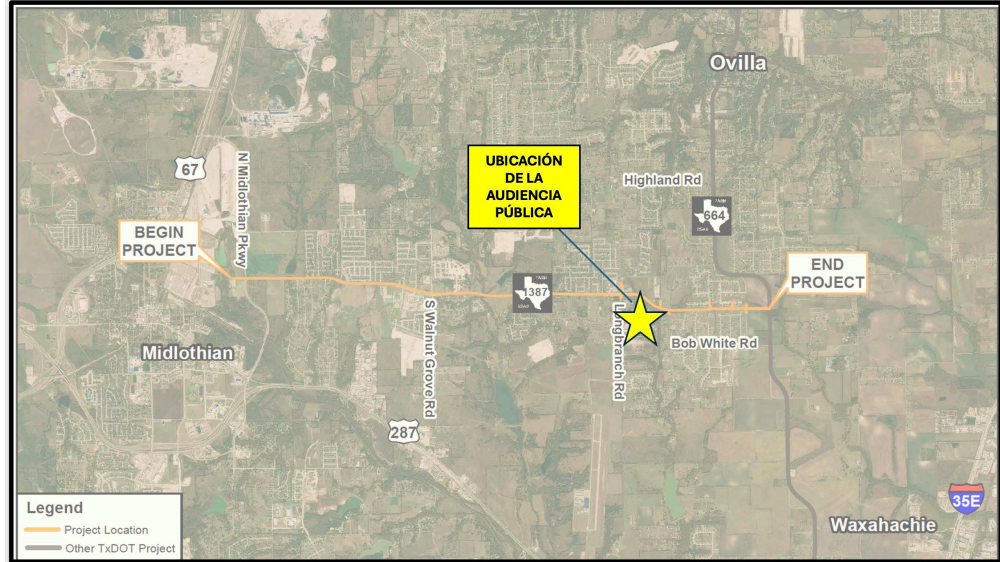 Ovilla
67
N Midlothian Pkwy
UBICACIÓN
DE LA
AUDIENCIA
PÚBLICA
Highland Rd
664
BEGIN
PROJECT
END
PROJECT
1387
S Walnut Grove Rd
Longbranch Rd
Bob White Rd
Midlothian
287
35E
Waxahachie
Legend
Project Location
Other TxDOT Project